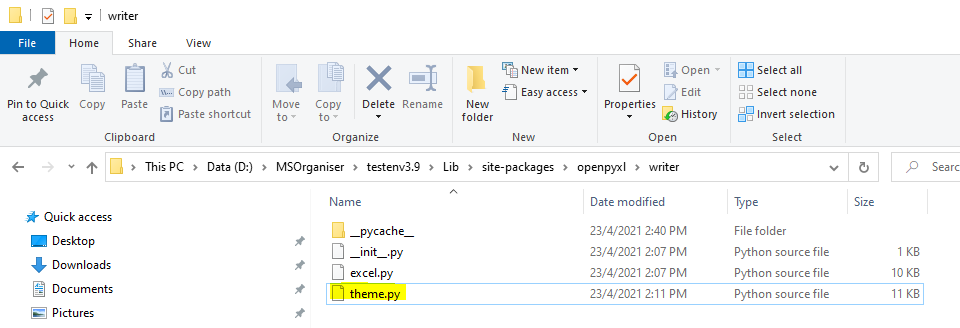 writer
File Home Share View
Pin to Quick access
Copy
Paste
Cut
Copy path
Paste shortcut
Clipboard
Move to
Copy to
Delete
Rename
Organize
New folder
New item
Easy access
New
Properties
Open
Edit
History
Open
Select all
Select none
Invert selection
Select
This PC > Data (D:) > MSOrganiser > testenv3.9 > Lib > site-packages > openpyxl > writer
Searc
Quick access
Desktop
Downloads
Documents
Pictures
Name Date modified Type Size
__pycache__ 23/4/2021 2:40 PM File folder
__init__.py 23/4/2021 2:07 PM Python source file 1 KB
excel.py 23/4/2021 2:07 PM Python source file 10 KB
theme.py 23/4/2021 2:11 PM Python source file 11 KB